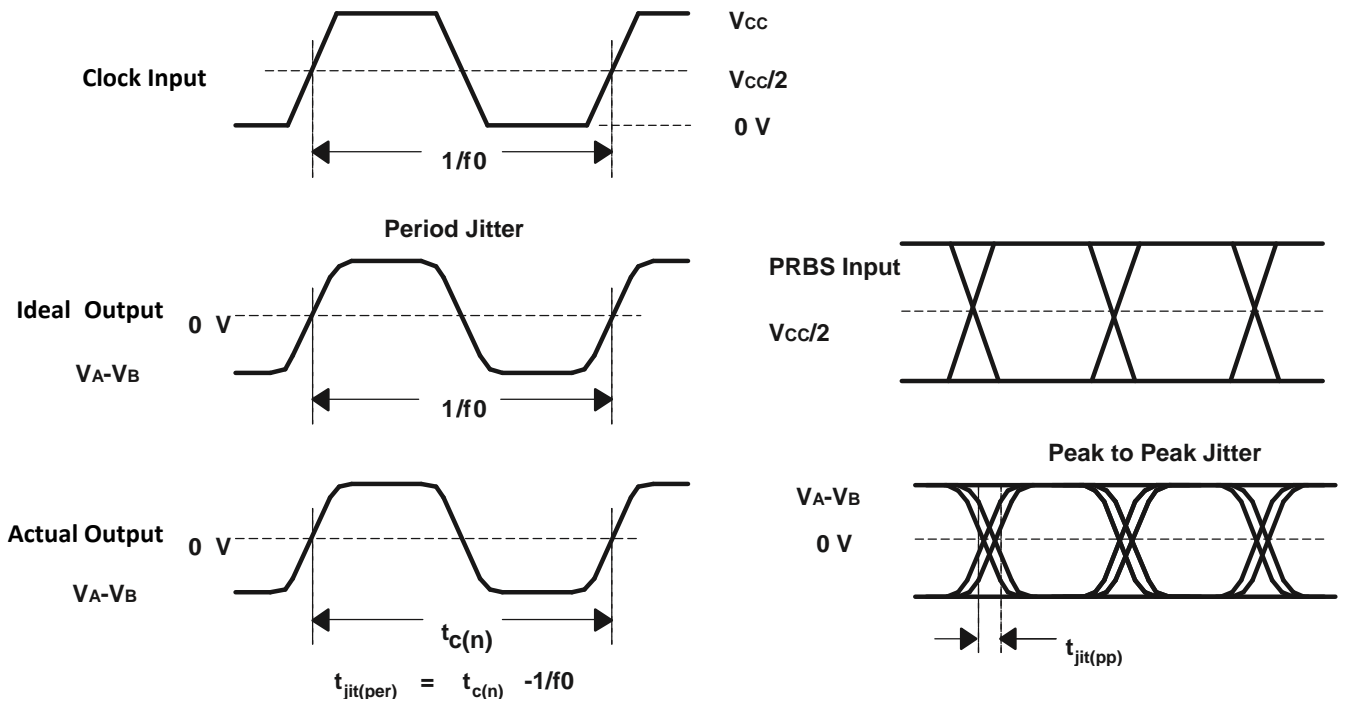 Clock Input
VCC
VCC/2
0 V
1/f0
Period Jitter
Ideal Output
0 V
VA-VB
1/f0
PRBS Input
VCC/2
Actual Output
0 V
VA-VB
tc(n)
tjit(per) = tc(n) -1/f0
Peak to Peak Jitter
VA-VB
0 V
tjit(pp)